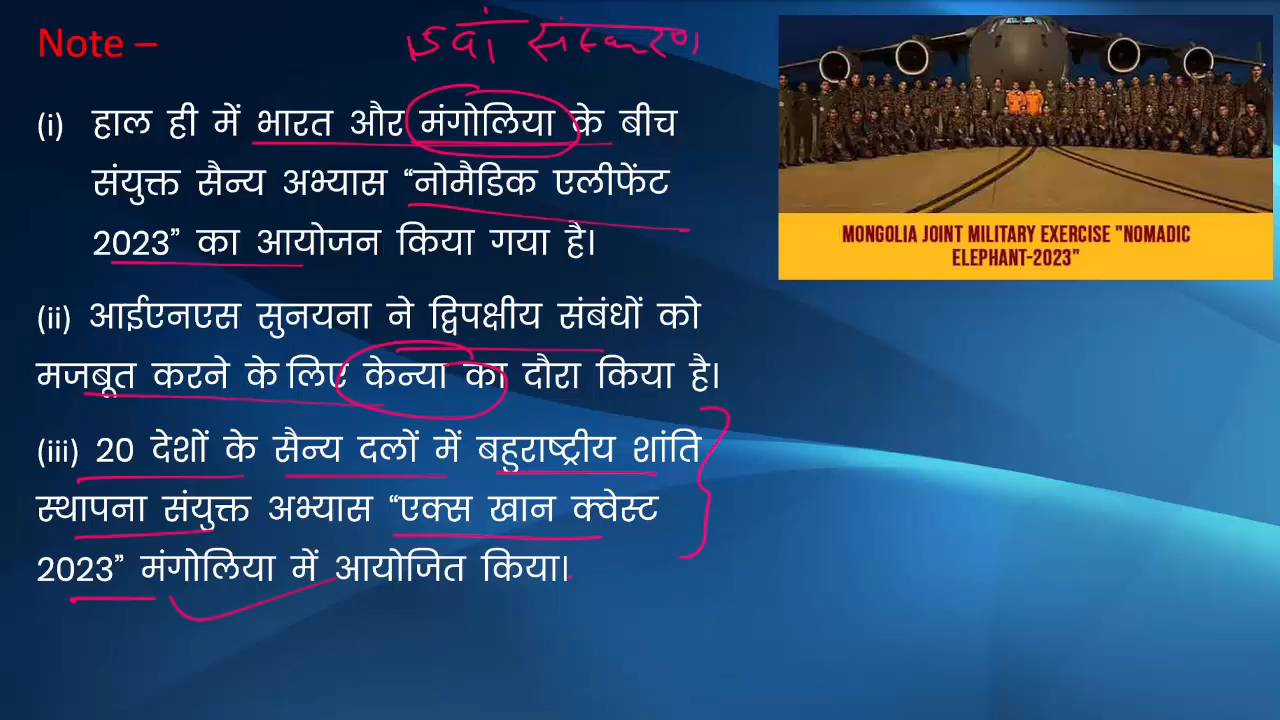 Note –
15वां संस्करण
(i) हाल ही में भारत और मंगोलिया के बीच
संयुक्त सैन्य अभ्यास “नोमैडिक एलीफेंट
2023” का आयोजन किया गया है।
(ii) आईएनएस सुनयना ने द्विपक्षीय संबंधों को
मजबूत करने के लिए केन्या का दौरा किया है।
(iii) 20 देशों के सैन्य दलों में बहुराष्ट्रीय शांति
स्थापना संयुक्त अभ्यास “एक्स खान क्वेस्ट
2023” मंगोलिया में आयोजित किया।
MONGOLIA JOINT MILITARY EXERCISE "NOMADIC
ELEPHANT-2023"